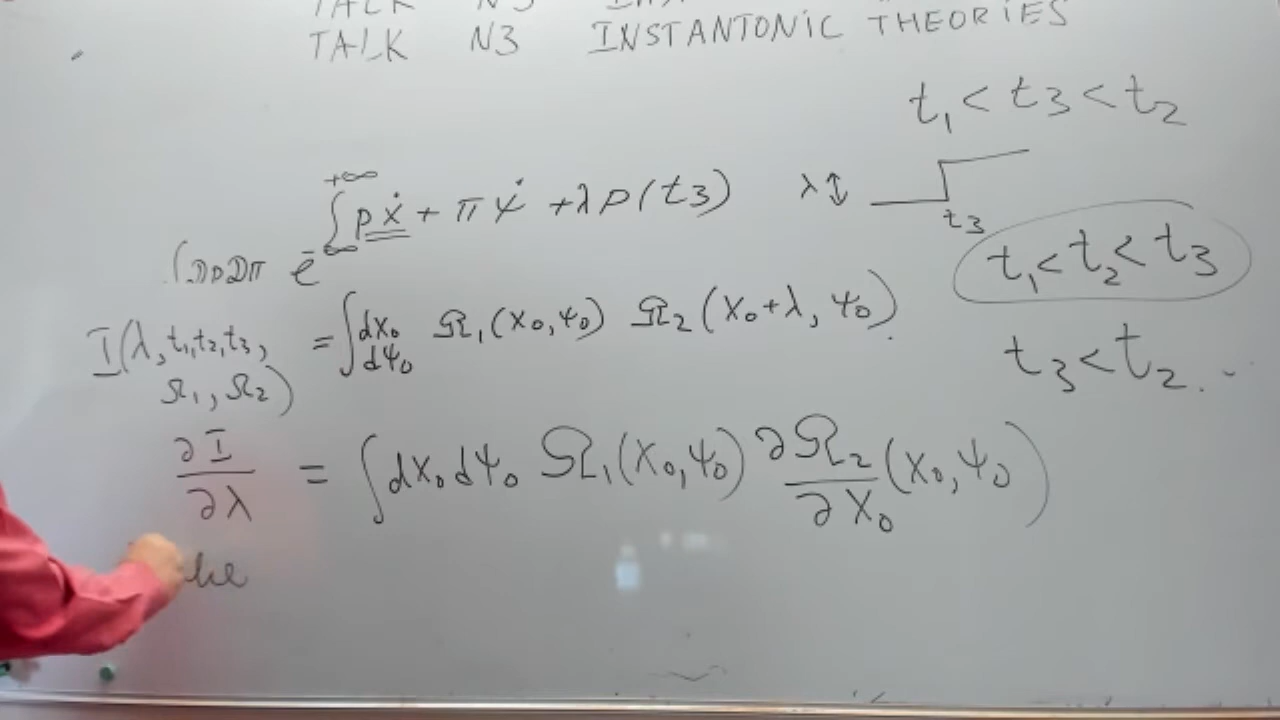 TALK N3 INSTANTONIC THEORIES
t₁ < t₃ < t₂
∫DpDπ e^{-∫_{-∞}^{+∞} pẋ + πψ̇ + λp(t₃)}
λ↕
t₃
t₁ < t₂ < t₃
I(λ, t₁, t₂, t₃, Ω₁, Ω₂) = ∫dX₀ dψ₀ Ω₁(X₀, ψ₀) Ω₂(X₀+λ, ψ₀).
t₃ < t₂. ..
∂I/∂λ = ∫dX₀dψ₀ Ω₁(X₀, ψ₀) ∂Ω₂/∂X₀ (X₀, ψ₀)